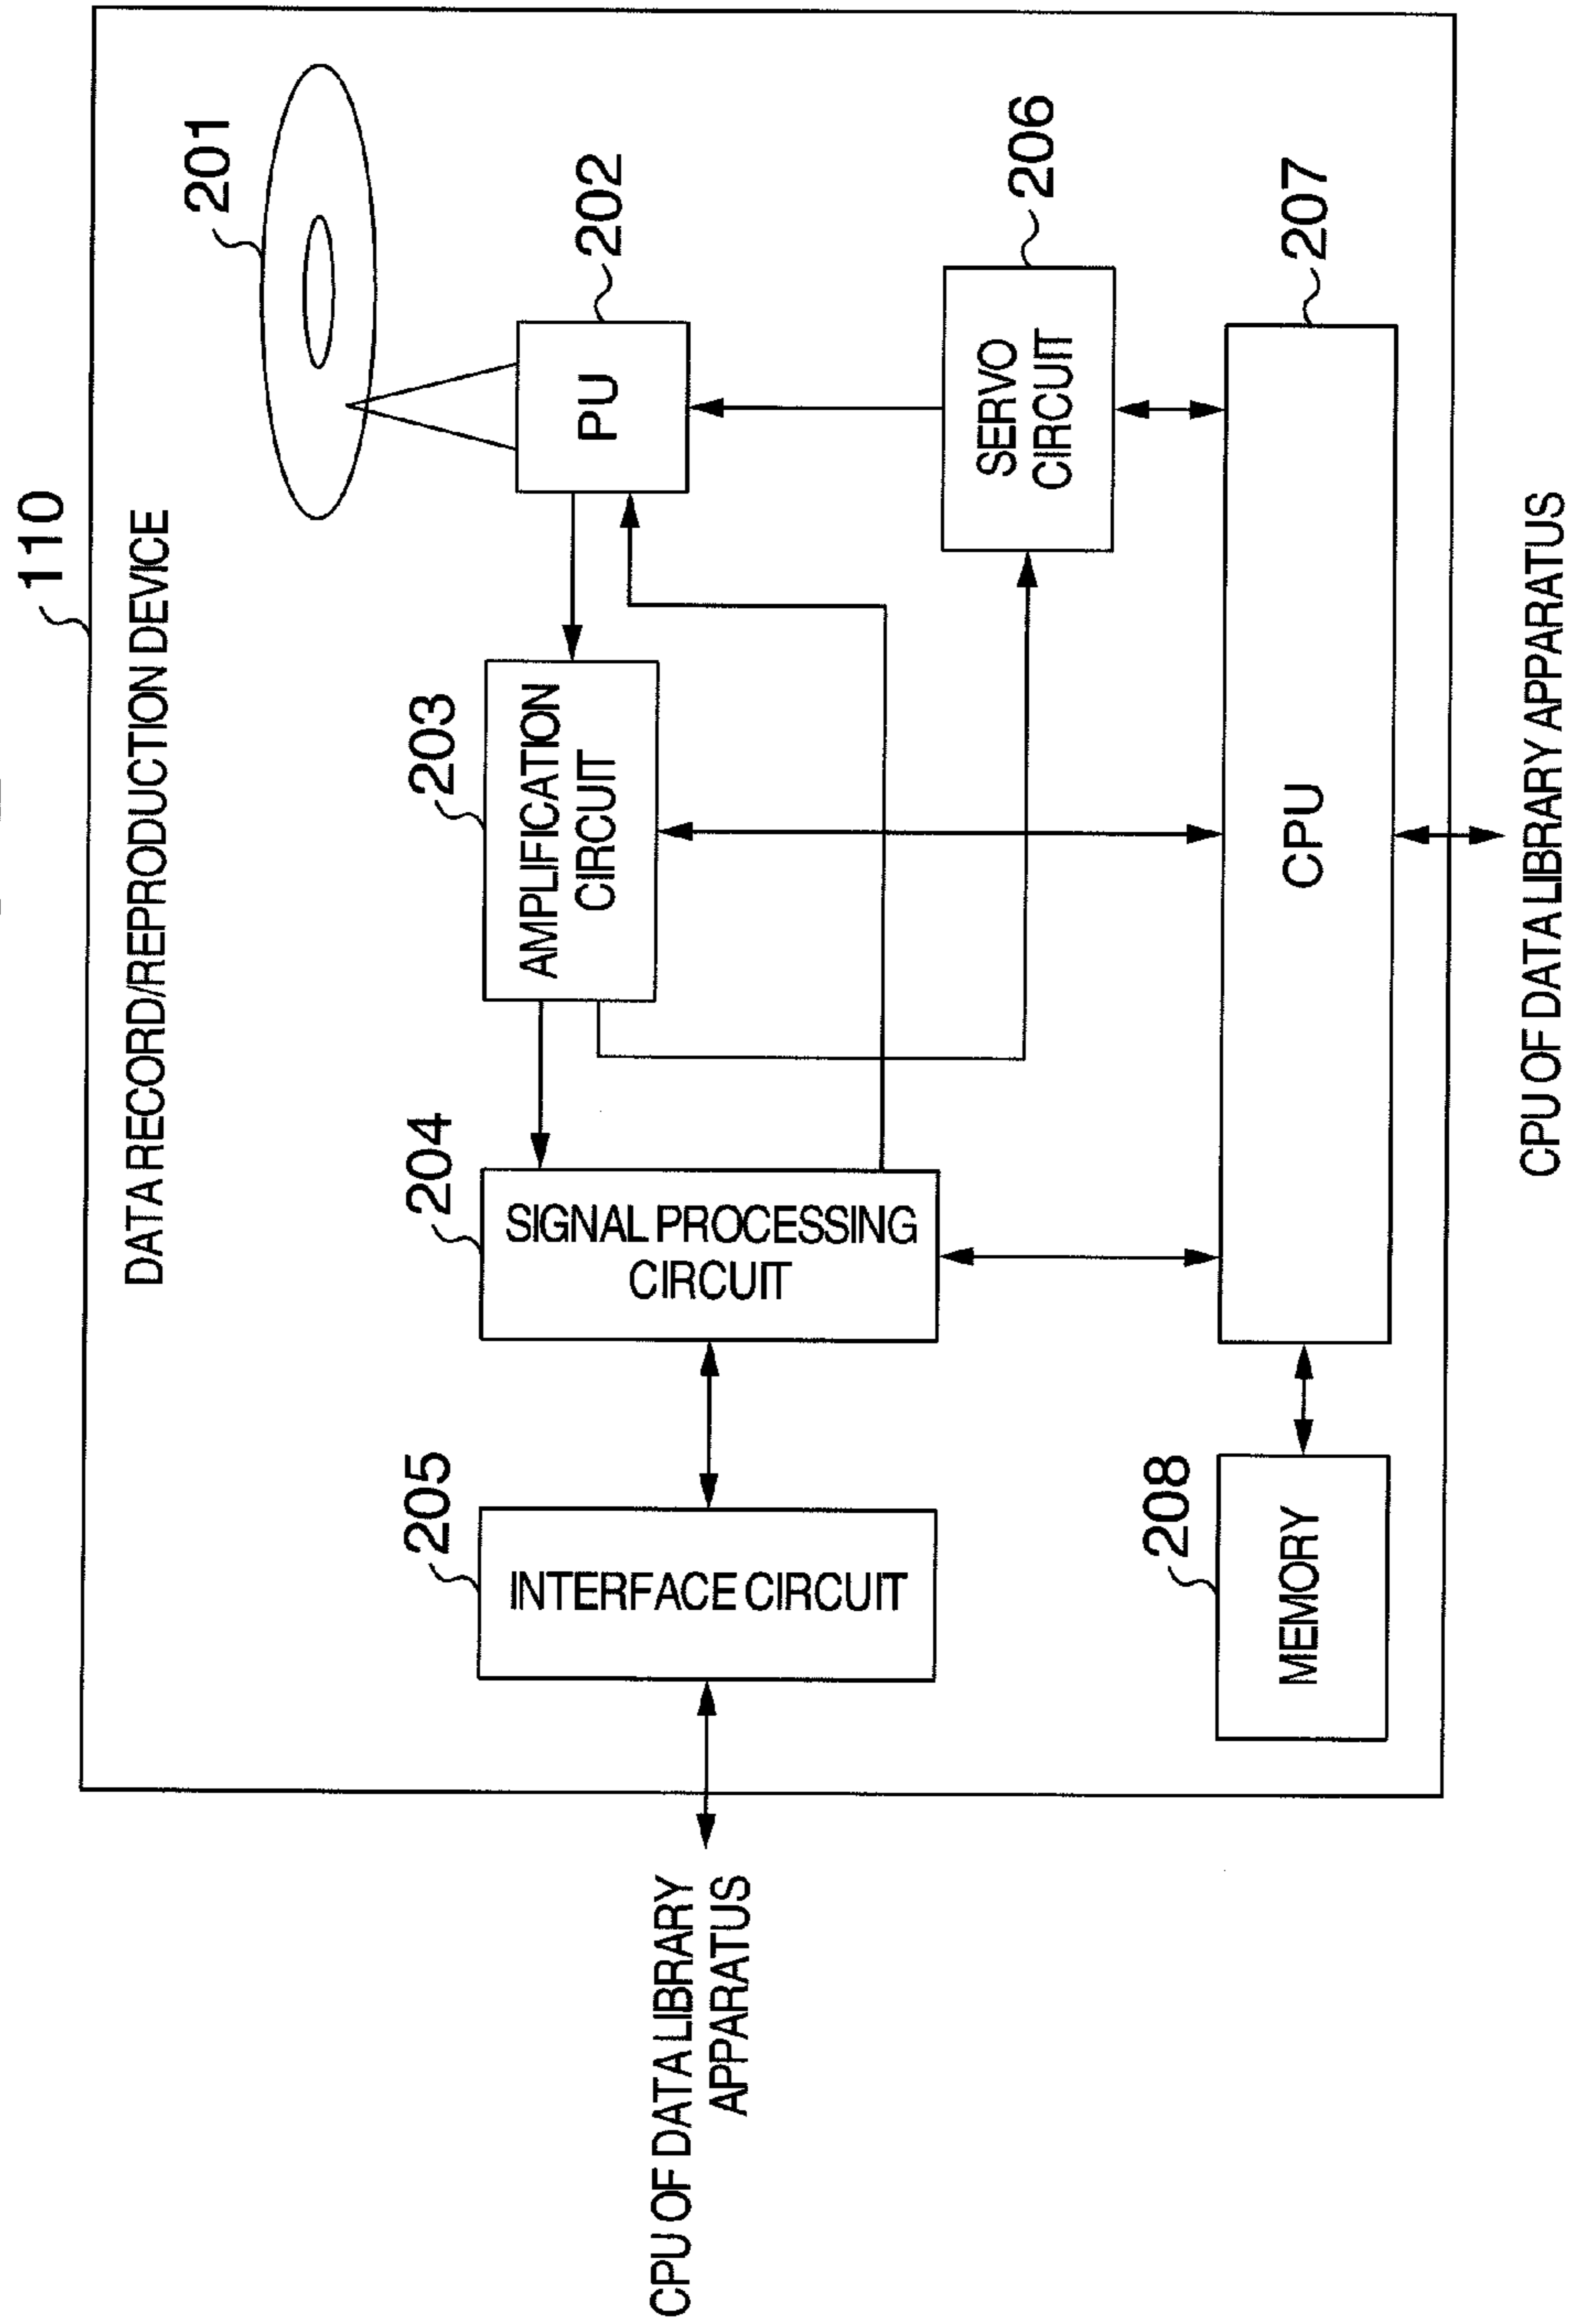 110
DATA RECORD/REPRODUCTION DEVICE
201
205
204
203
202
INTERFACE CIRCUIT
SIGNAL PROCESSING
CIRCUIT
AMPLIFICATION
CIRCUIT
PU
CPU OF DATA LIBRARY
APPARATUS
206
SERVO
CIRCUIT
208
207
MEMORY
CPU
CPU OF DATA LIBRARY APPARATUS